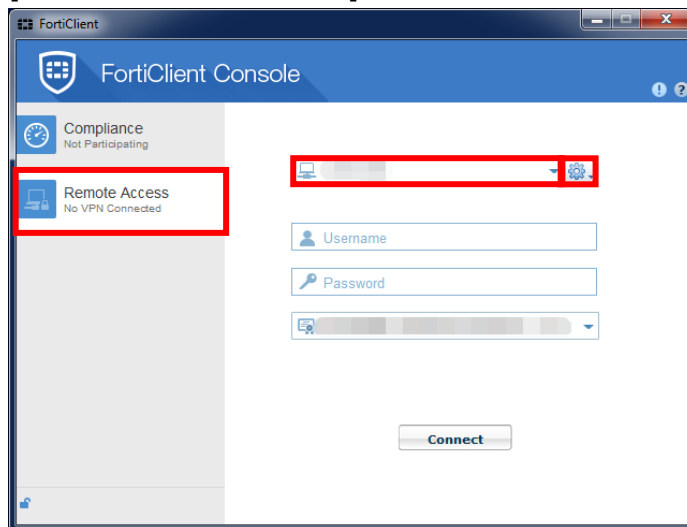 FortiClient
FortiClient Console
Compliance
Not Participating
Remote Access
No VPN Connected
Username
Password
Connect